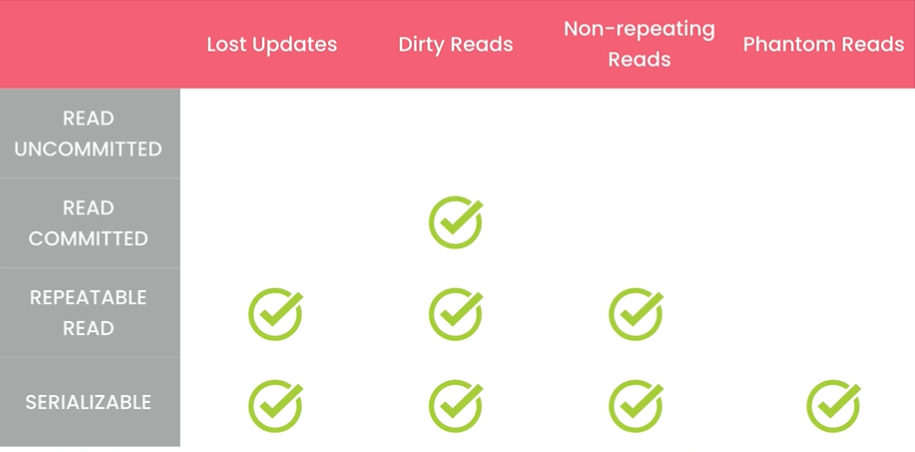 Lost Updates
Dirty Reads
Non-repeating
Reads
Phantom Reads
READ
UNCOMMITTED
READ
COMMITTED
REPEATABLE
READ
SERIALIZABLE